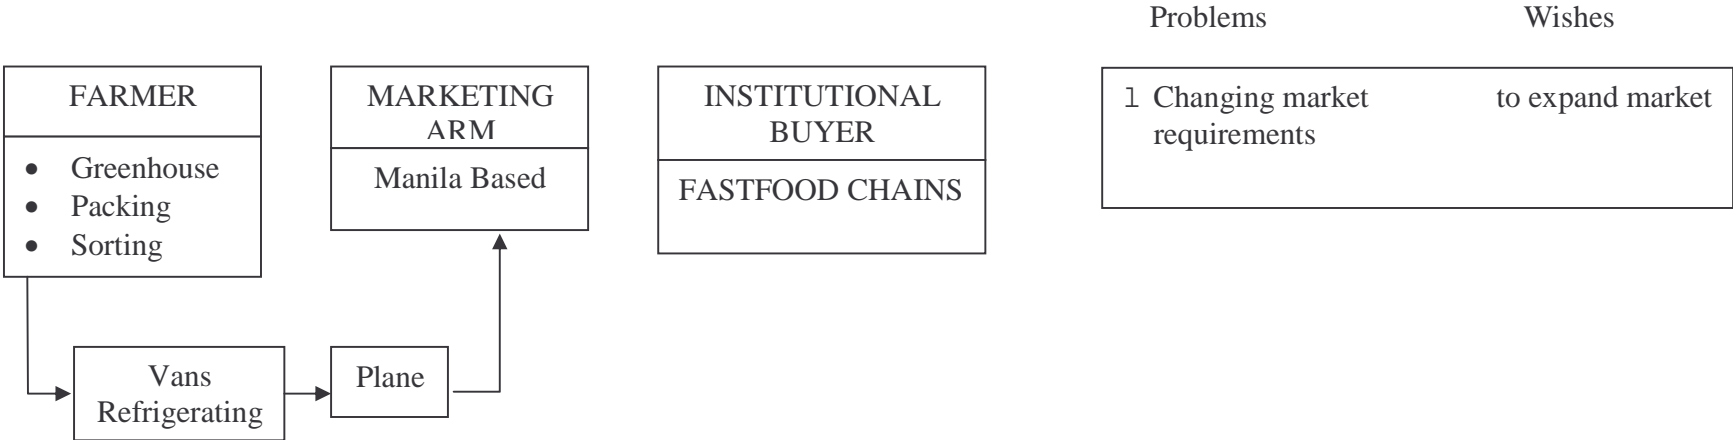 Problems Wishes
FARMER
• Greenhouse
• Packing
• Sorting
MARKETING
ARM
Manila Based
INSTITUTIONAL
BUYER
FASTFOOD CHAINS
l Changing market to expand market
requirements
Vans
Refrigerating
Plane